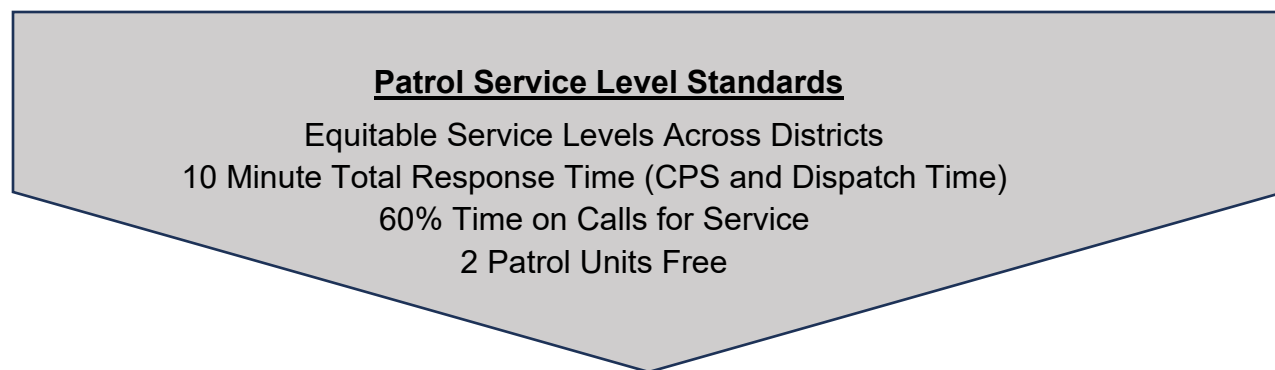 Patrol Service Level Standards
Equitable Service Levels Across Districts
10 Minute Total Response Time (CPS and Dispatch Time)
60% Time on Calls for Service
2 Patrol Units Free